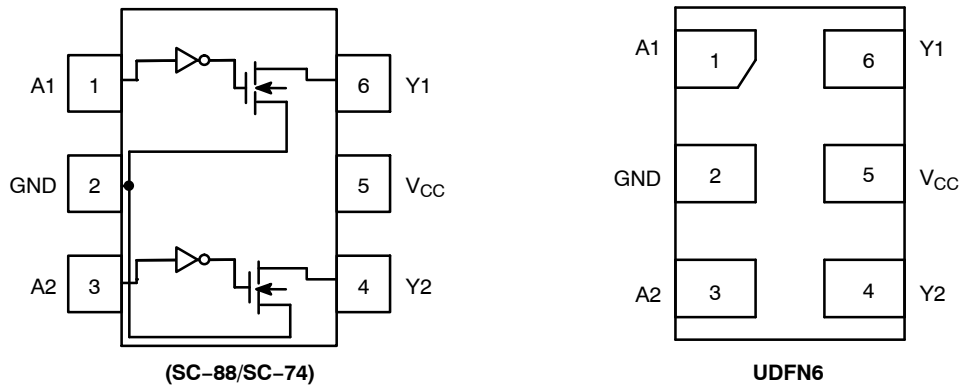 A1 1 6 Y1
GND 2 5 VCC
A2 3 4 Y2
(SC−88/SC−74)
A1 1 6 Y1
GND 2 5 VCC
A2 3 4 Y2
UDFN6